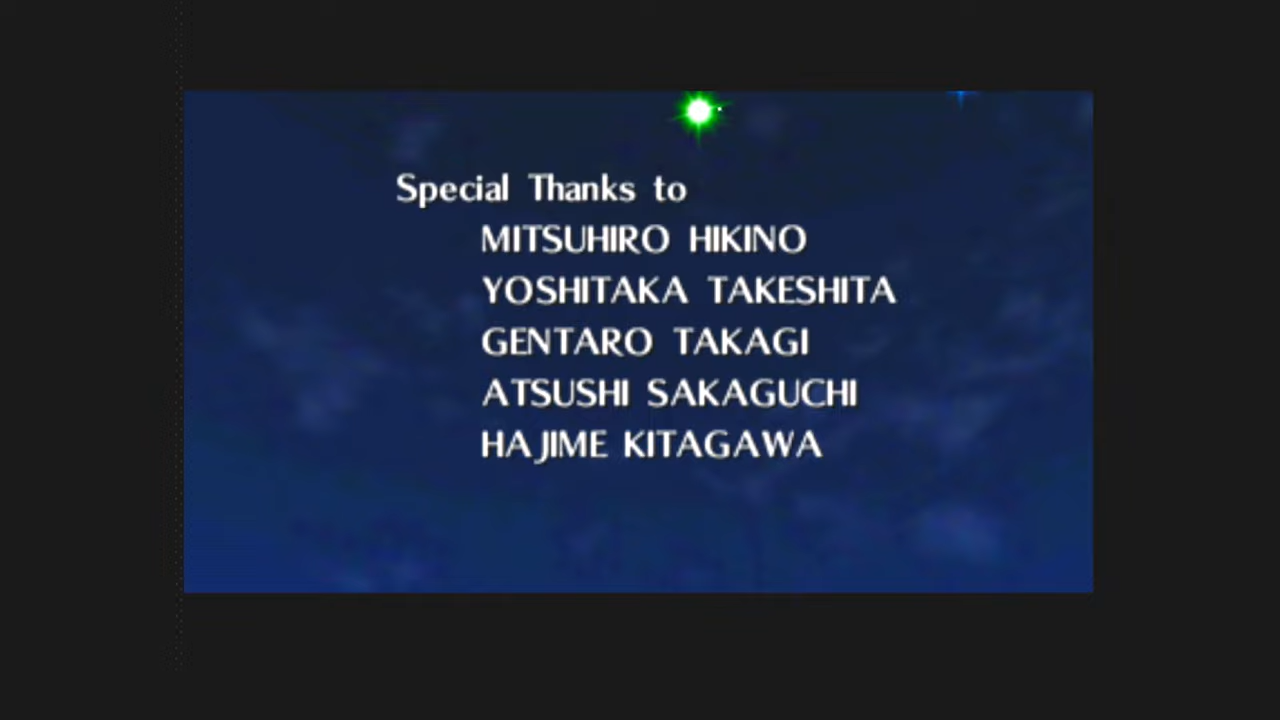 Special Thanks to
MITSUHIRO HIKINO
YOSHITAKA TAKESHITA
GENTARO TAKAGI
ATSUSHI SAKAGUCHI
HAJIME KITAGAWA